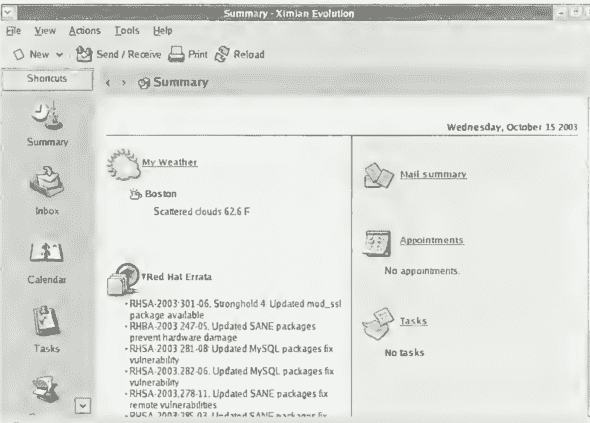 Summary - Ximian Evolution
File View Actions Tools Help
New Send / Receive Print Reload
Shortcuts
Summary
Wednesday, October 15 2003
Summary
Inbox
Calendar
Tasks
My Weather
Boston
Scattered clouds 62.6 F
Red Hat Errata
• RHSA-2003:301-06. Stronghold 4 Updated mod_ssl
package available
• RHBA-2003 247-05. Updated SANE packages
prevent hardware damage
• RHSA 2003 281-08 Updated MySQL packages fix
vulnerability
• RHSA-2003.282-06. Updated MySQL packages fix
vulnerability
• RHSA-2003.278-11. Updated SANE packages fix
remote vulnerabilities
Mail summary
Appointments
No appointments.
Tasks
No tasks